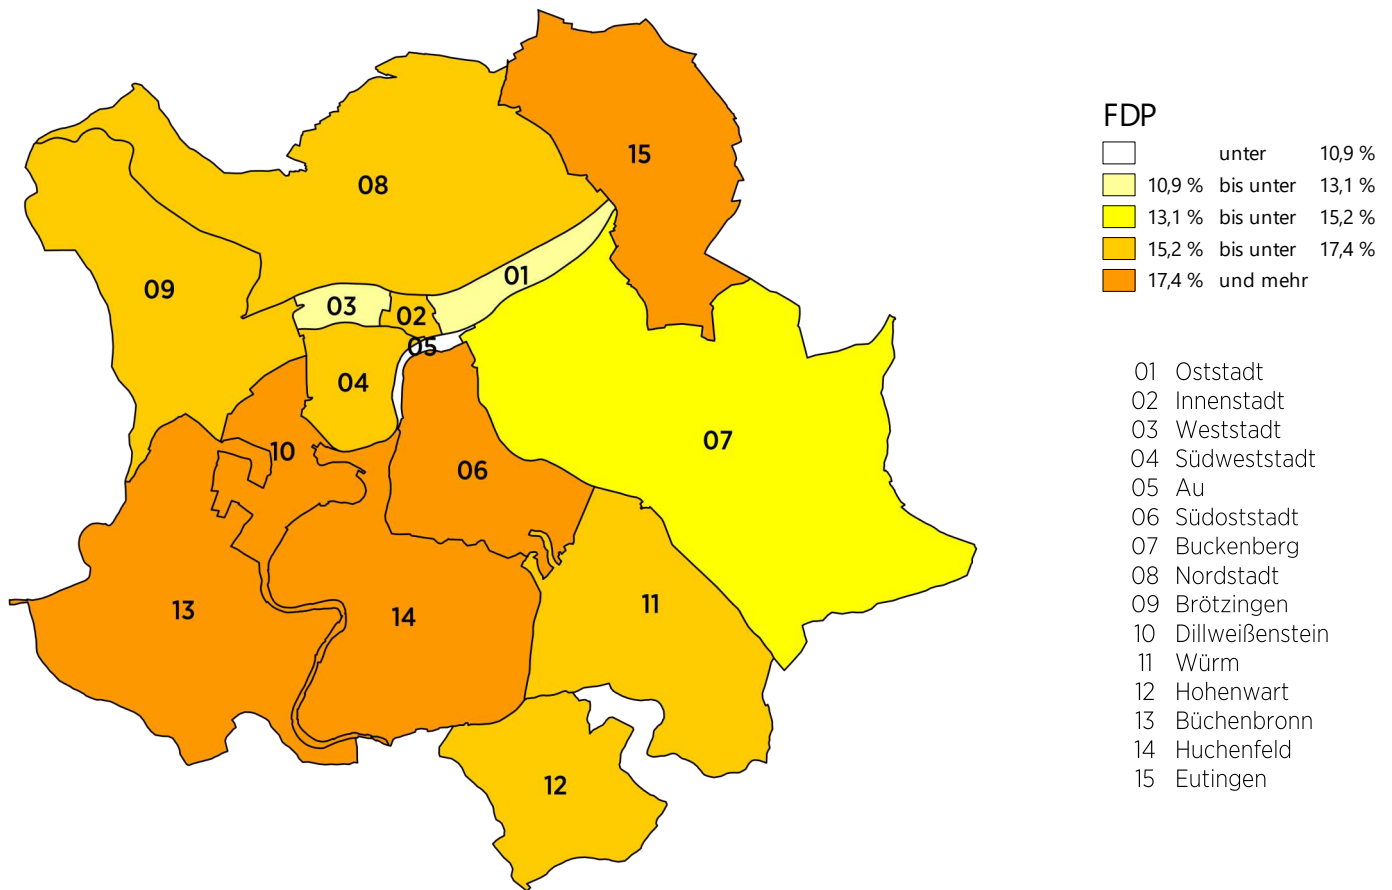 15
08
01
09
03
02
05
04
07
10
06
11
13
14
12
FDP
unter 10,9 %
10,9 % bis unter 13,1 %
13,1 % bis unter 15,2 %
15,2 % bis unter 17,4 %
17,4 % und mehr
01 Oststadt
02 Innenstadt
03 Weststadt
04 Südweststadt
05 Au
06 Südoststadt
07 Buckenberg
08 Nordstadt
09 Brötzingen
10 Dillweißenstein
11 Würm
12 Hohenwart
13 Büchenbronn
14 Huchenfeld
15 Eutingen